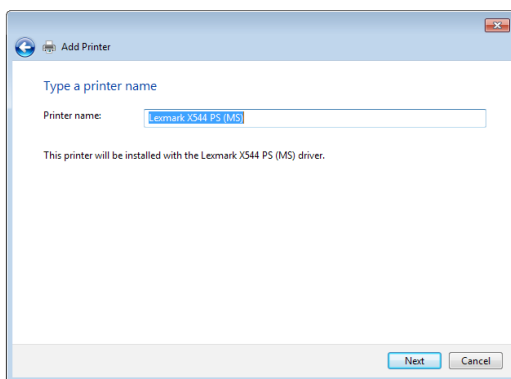 Add Printer
Type a printer name
Printer name: Lexmark X544 PS (MS)
This printer will be installed with the Lexmark X544 PS (MS) driver.
Next Cancel